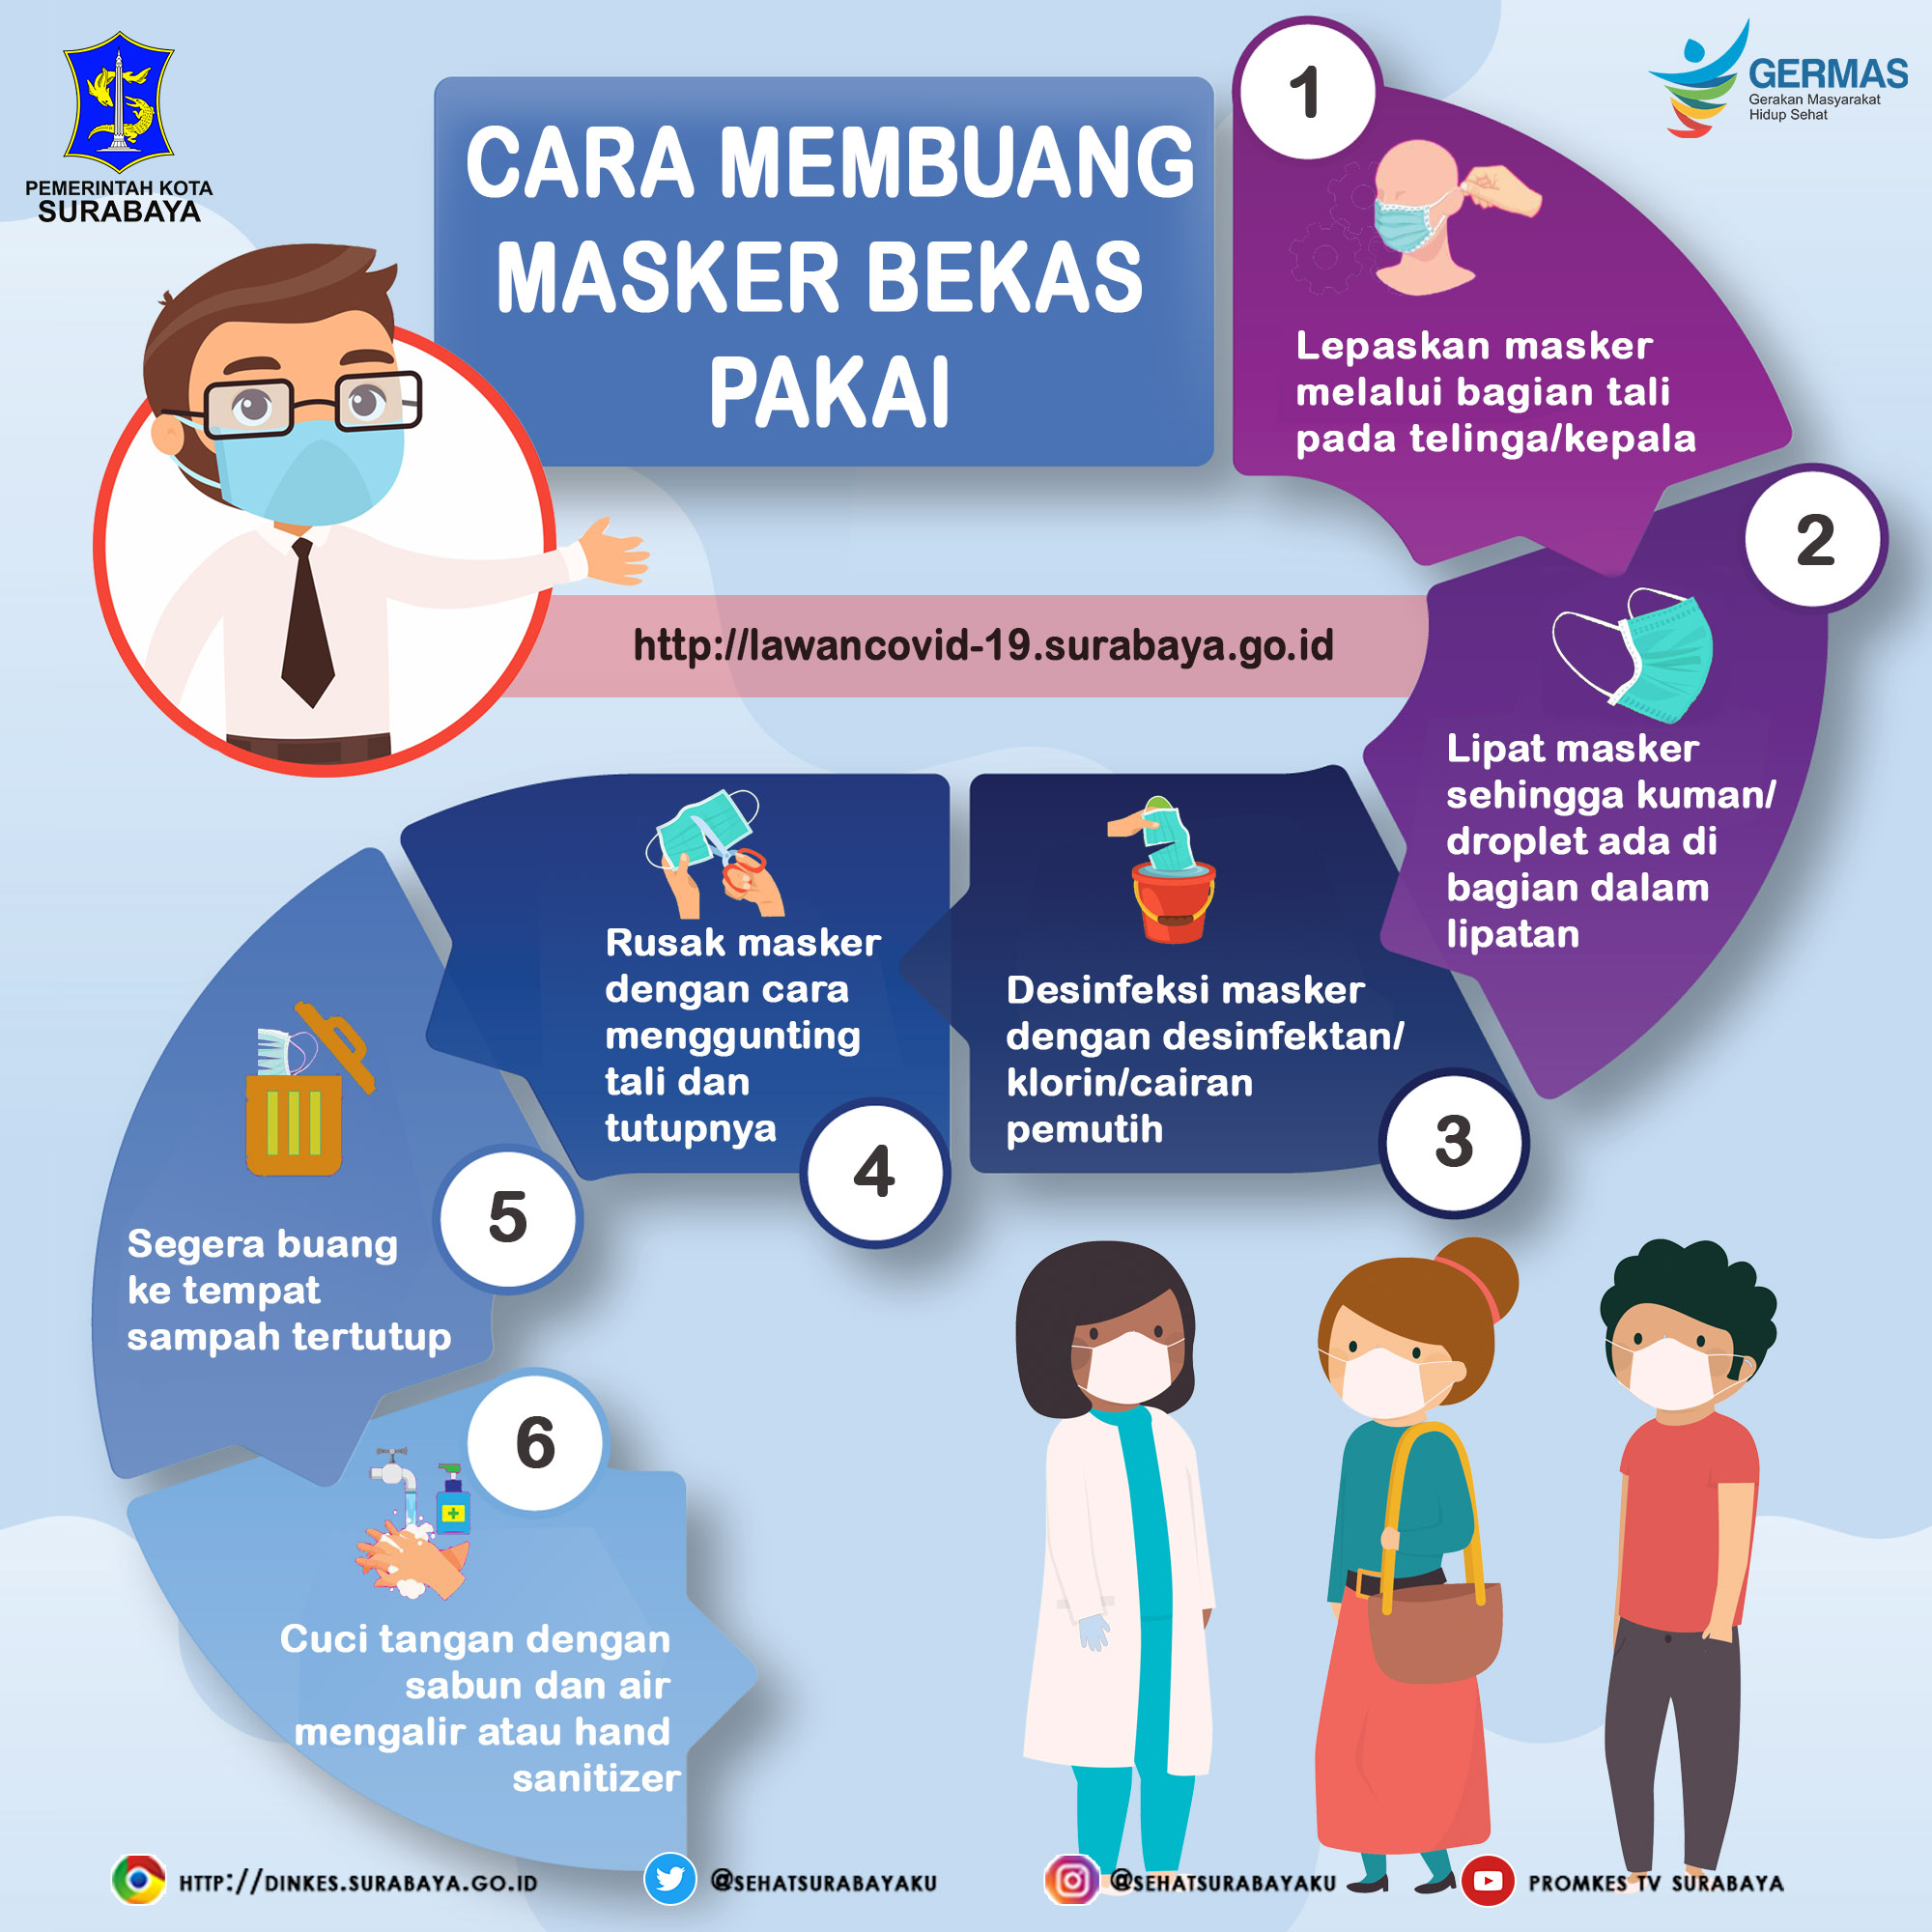 PEMERINTAH KOTA
SURABAYA
GERMAS
Gerakan Masyarakat
Hidup Sehat
CARA MEMBUANG
MASKER BEKAS
PAKAI
http://lawancovid-19.surabaya.go.id
1
Lepaskan masker
melalui bagian tali
pada telinga/kepala
2
Lipat masker
sehingga kuman/
droplet ada di
bagian dalam
lipatan
3
Desinfeksi masker
dengan desinfektan/
klorin/cairan
pemutih
4
Rusak masker
dengan cara
menggunting
tali dan
tutupnya
5
Segera buang
ke tempat
sampah tertutup
6
Cuci tangan dengan
sabun dan air
mengalir atau hand
sanitizer
HTTP://DINKES.SURABAYA.GO.ID
@SEHATSURABAYAKU
@SEHATSURABAYAKU
PROMKES TV SURABAYA